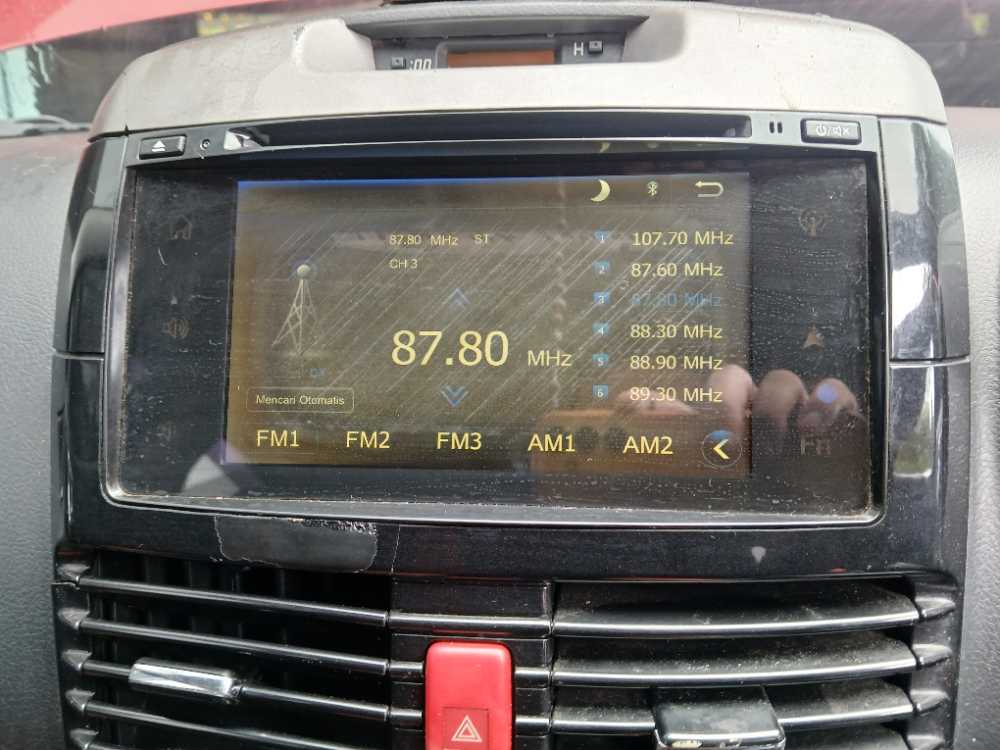 :00 H
87.80 MHz ST
CH 3
87.80 MHz
DX
Mencari Otomatis
1 107.70 MHz
2 87.60 MHz
3 87.80 MHz
4 88.30 MHz
5 88.90 MHz
6 89.30 MHz
FM1 FM2 FM3 AM1 AM2